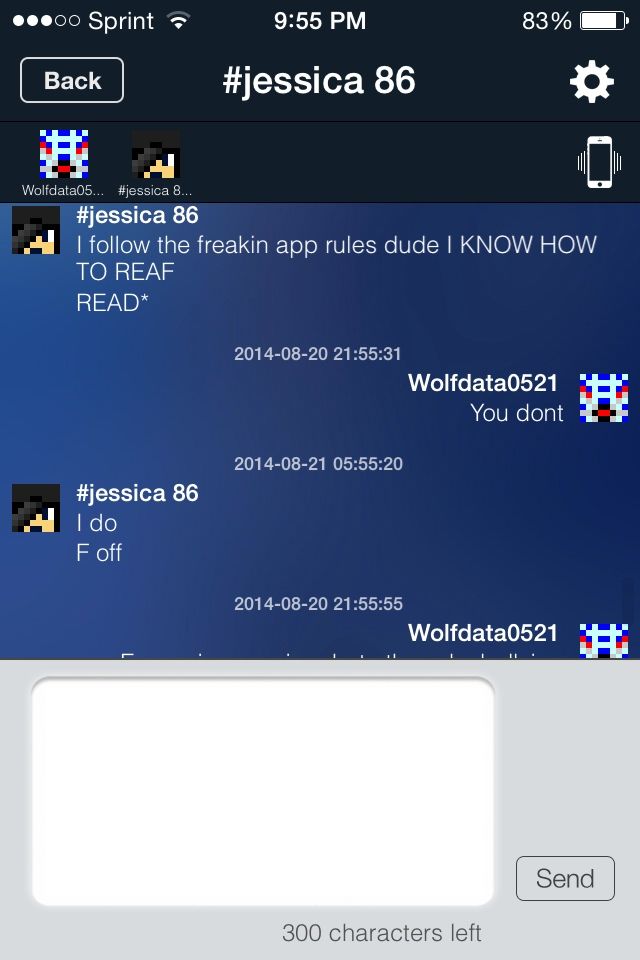 Sprint 9:55 PM 83%
Back #jessica 86
Wolfdata05... #jessica 8...
#jessica 86
I follow the freakin app rules dude I KNOW HOW
TO REAF
READ*
2014-08-20 21:55:31
Wolfdata0521
You dont
2014-08-21 05:55:20
#jessica 86
I do
F off
2014-08-20 21:55:55
Wolfdata0521
Send
300 characters left